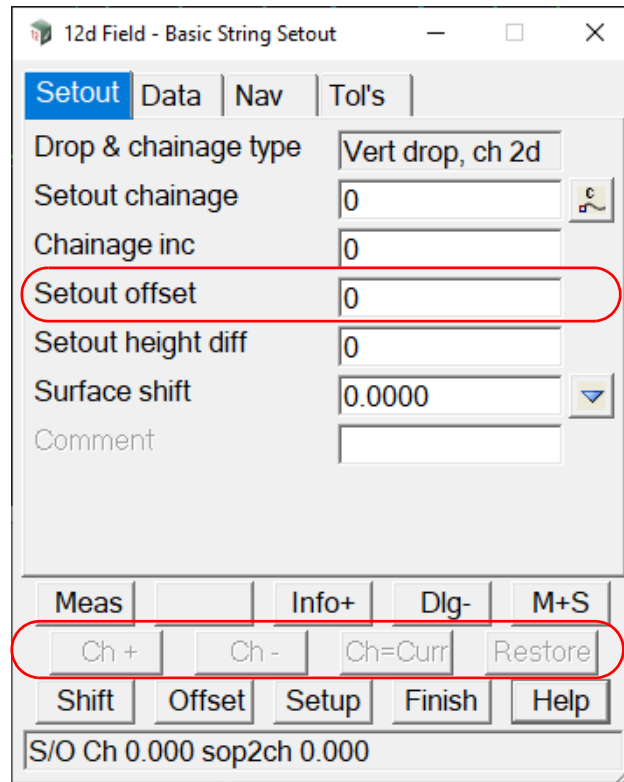 12d Field - Basic String Setout
Setout Data Nav Tol's
Drop & chainage type Vert drop, ch 2d
Setout chainage 0 c
Chainage inc 0
Setout offset 0
Setout height diff 0
Surface shift 0.0000
Comment
Meas Info+ Dlg- M+S
Ch + Ch - Ch=Curr Restore
Shift Offset Setup Finish Help
S/O Ch 0.000 sop2ch 0.000